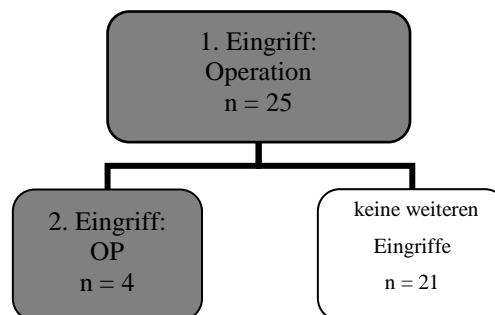 1. Eingriff:
Operation
n = 25
2. Eingriff:
OP
n = 4
keine weiteren
Eingriffe
n = 21